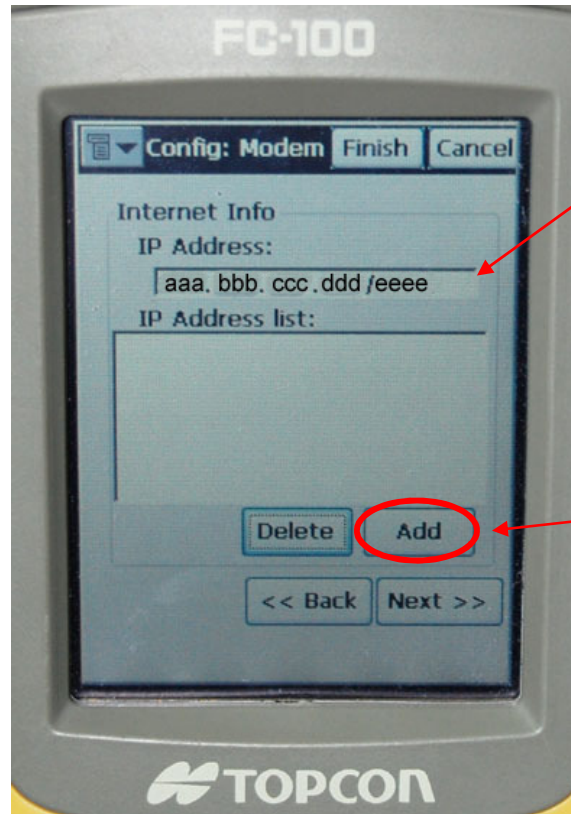 FC-100
Config: Modem Finish Cancel
Internet Info
IP Address:
aaa. bbb. ccc .ddd /eeee
IP Address list:
Delete Add
<< Back Next >>
TOPCON